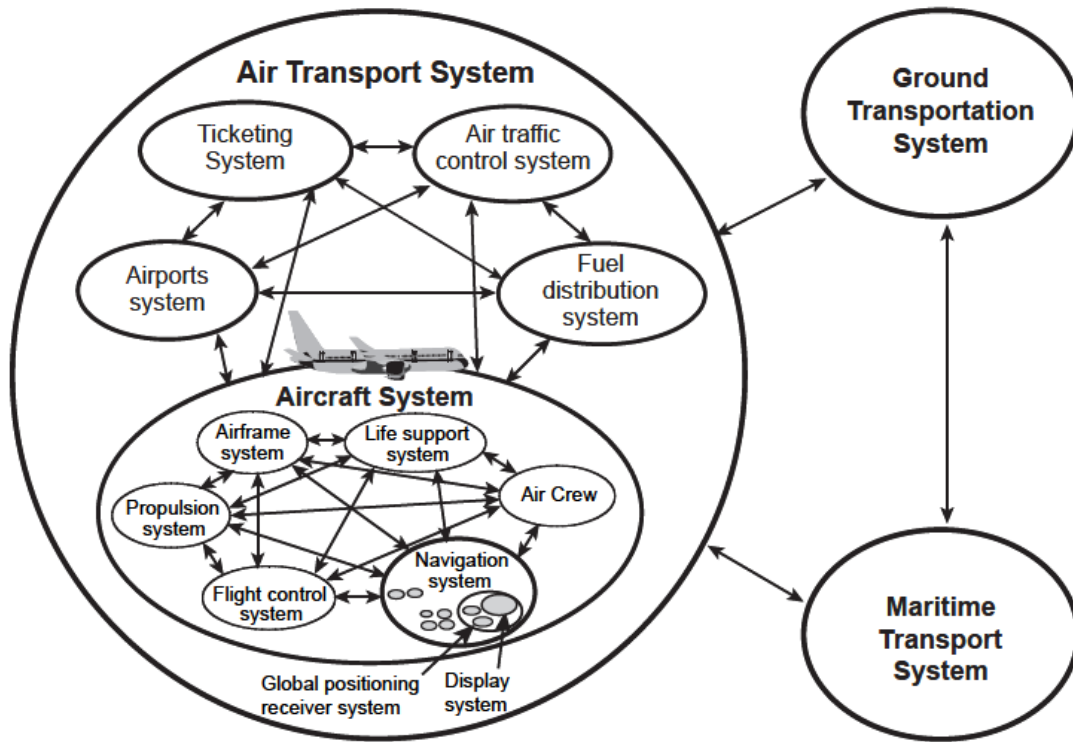 Air Transport System
Ticketing
System
Air traffic
control system
Airports
system
Fuel
distribution
system
Aircraft System
Airframe
system
Life support
system
Propulsion
system
Air Crew
Flight control
system
Navigation
system
Global positioning
receiver system
Display
system
Ground
Transportation
System
Maritime
Transport
System